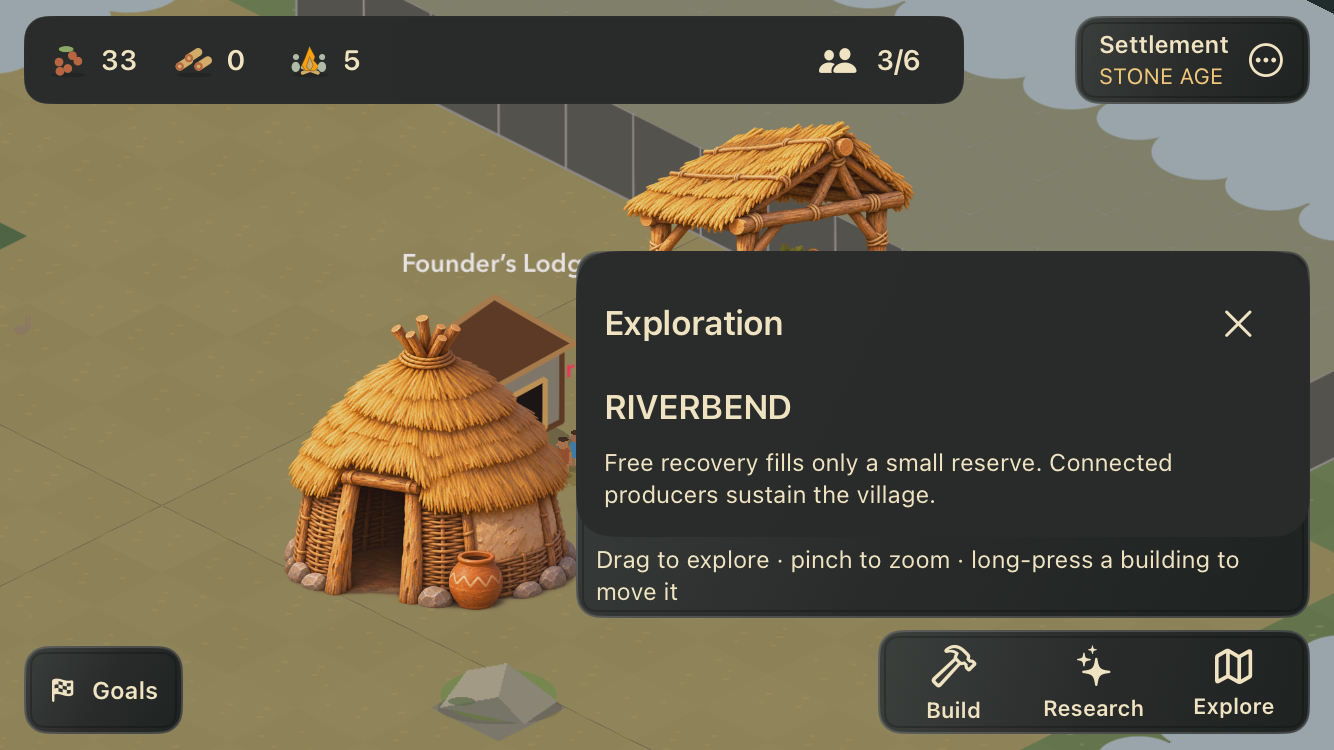 33
0
5
3/6
Settlement
STONE AGE
Founder's Lodg
Exploration
RIVERBEND
Free recovery fills only a small reserve. Connected
producers sustain the village.
Drag to explore · pinch to zoom · long-press a building to
move it
Goals
Build
Research
Explore